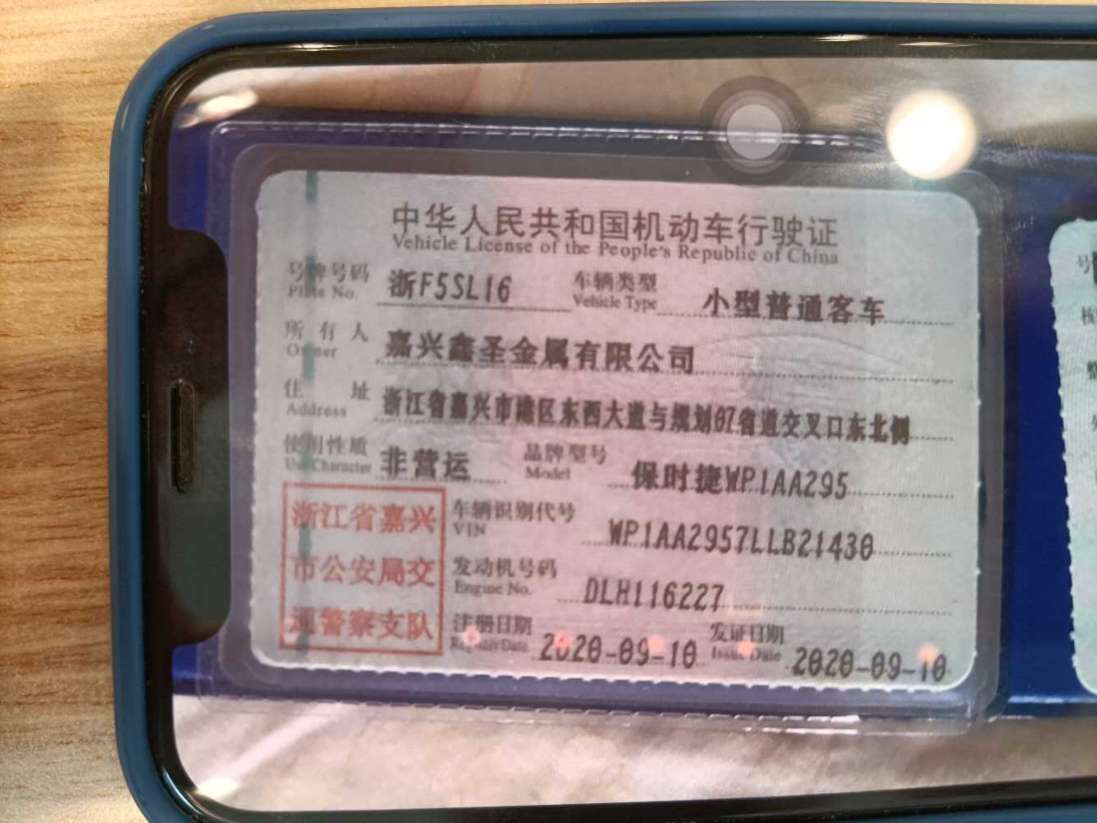 中华人民共和国机动车行驶证
Vehicle License of the People's Republic of China
号牌号码 浙F5SL16 车辆类型 小型普通客车
Plate No. Vehicle Type
所有人 嘉兴鑫圣金属有限公司
Owner
住址 浙江省嘉兴市港区东西大道与规划07省道交叉口东北侧
Address
使用性质 非营运 品牌型号 保时捷WP1AA295
Use Character Model
浙江省嘉兴
市公安局交
通警察支队
车辆识别代号 WP1AA2957LLB21430
VIN
发动机号码 DLH116227
Engine No.
注册日期 2020-09-10 发证日期 2020-09-10
Register Date Issue Date
号